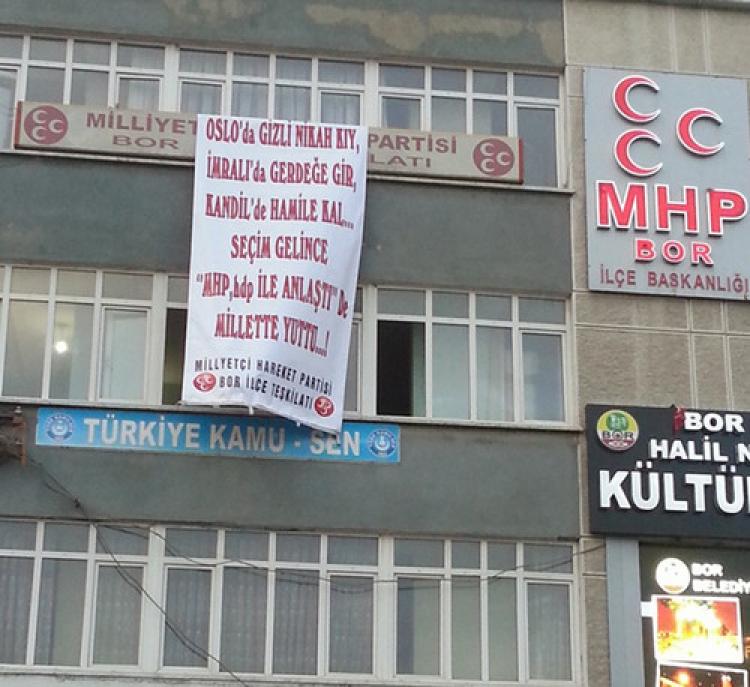 MİLLİYET
PARTİSİ
BOR
LATI
OSLO'da GİZLİ NİKAH KIY,
İMRALI'da GERDEĞE GİR,
KANDİL'de HAMİLE KAL...
SEÇİM GELİNCE
"MHP,hdp İLE ANLAŞTI" De
MİLLETTE YUTTU...!
MİLLYETÇİ HAREKET PARTİSİ
BOR İLÇE TEŞKİLATI
MHP
BOR
İLÇE BAŞKANLIĞI
TÜRKİYE KAMU - SEN
BOR
BOR
HALİL N
KÜLTÜ
BOR
BELEDİY